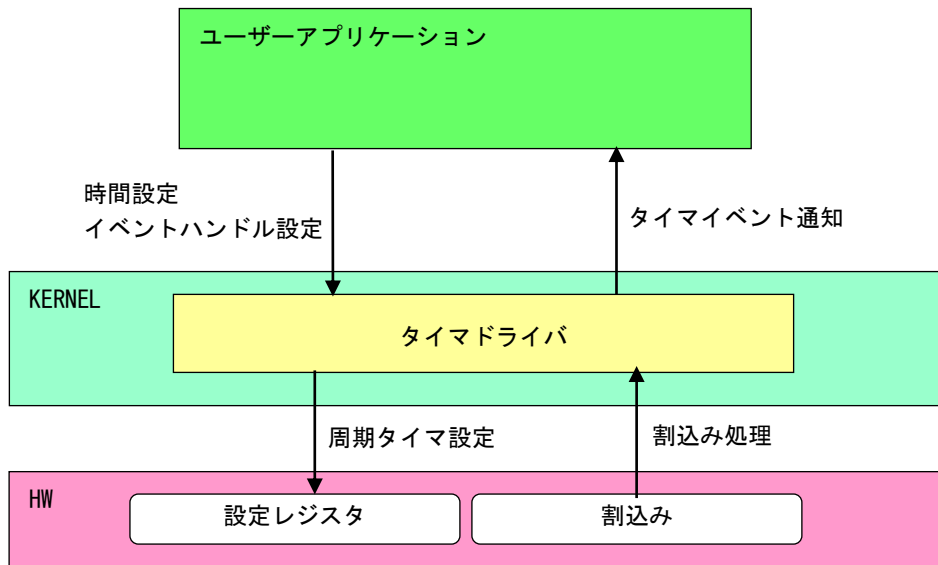 ユーザーアプリケーション
時間設定
イベントハンドル設定
タイマイベント通知
KERNEL
タイマドライバ
周期タイマ設定
割込み処理
HW
設定レジスタ
割込み